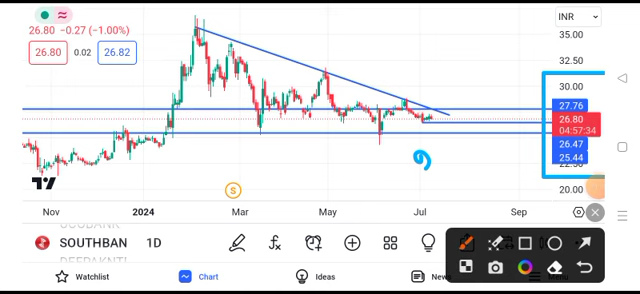 INR
26.80 -0.27 (-1.00%)
26.80 0.02 26.82
35.00
32.50
30.00
27.76
26.80
04:57:34
26.47
25.44
22.50
20.00
S
Nov 2024 Mar May Jul Sep
SOUTHBAN 1D
Watchlist Chart Ideas News Menu